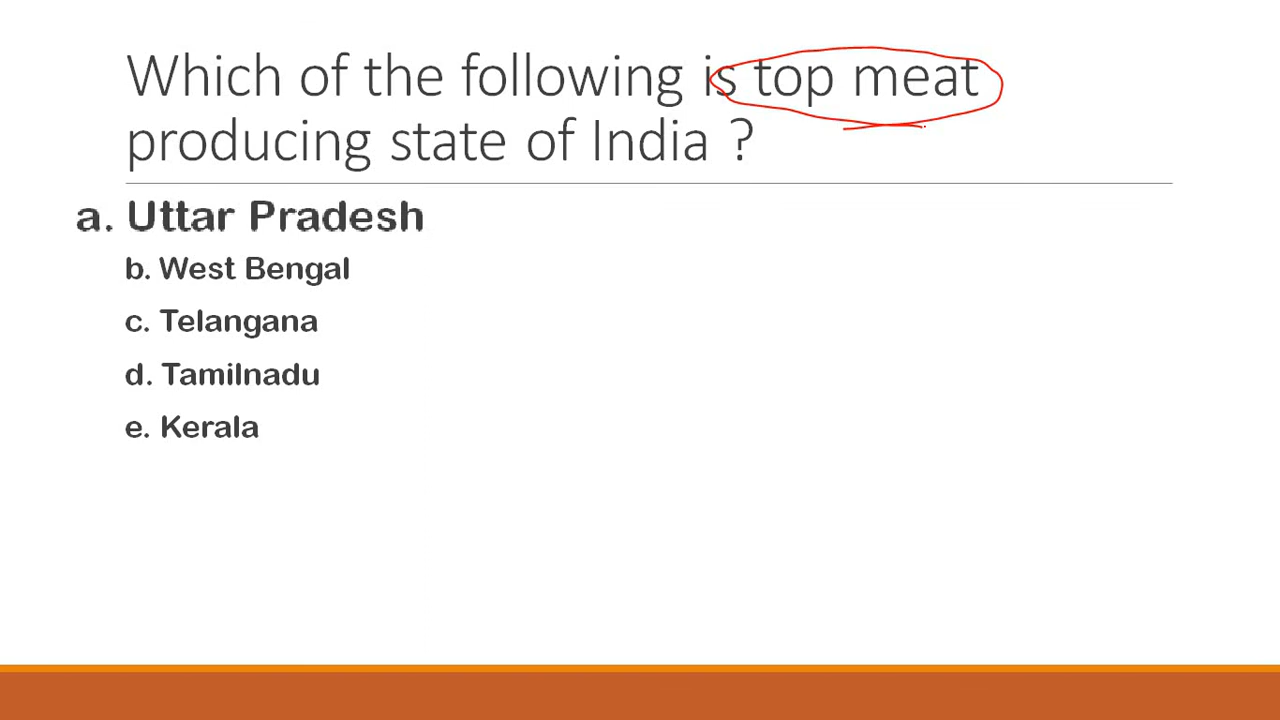 Which of the following is top meat
producing state of India ?
a. Uttar Pradesh
b. West Bengal
c. Telangana
d. Tamilnadu
e. Kerala